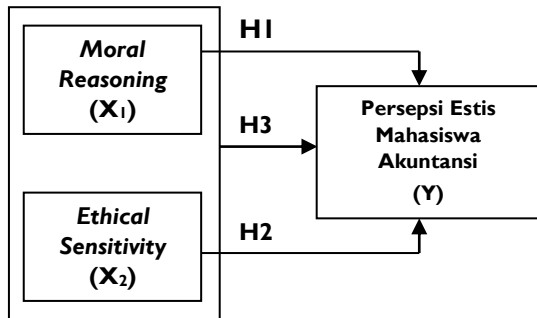 Moral
Reasoning
(X₁)
H1
H3
Ethical
Sensitivity
(X₂)
H2
Persepsi Estis
Mahasiswa
Akuntansi
(Y)